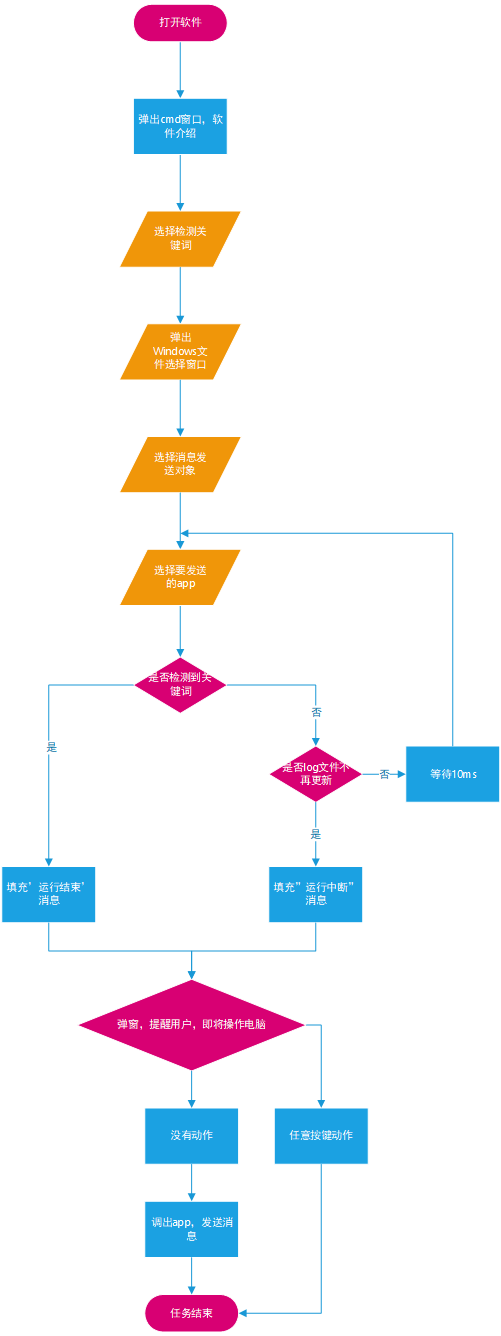 打开软件
弹出cmd窗口，软
件介绍
选择检测关
键词
弹出
Windows文
件选择窗口
选择消息发
送对象
选择要发送
的app
是否检测到关
键词
否
是
是否log文件不
再更新
否
等待10ms
是
填充’运行结束’
消息
填充”运行中断”
消息
弹窗，提醒用户，即将操作电脑
没有动作
任意按键动作
调出app，发送消
息
任务结束